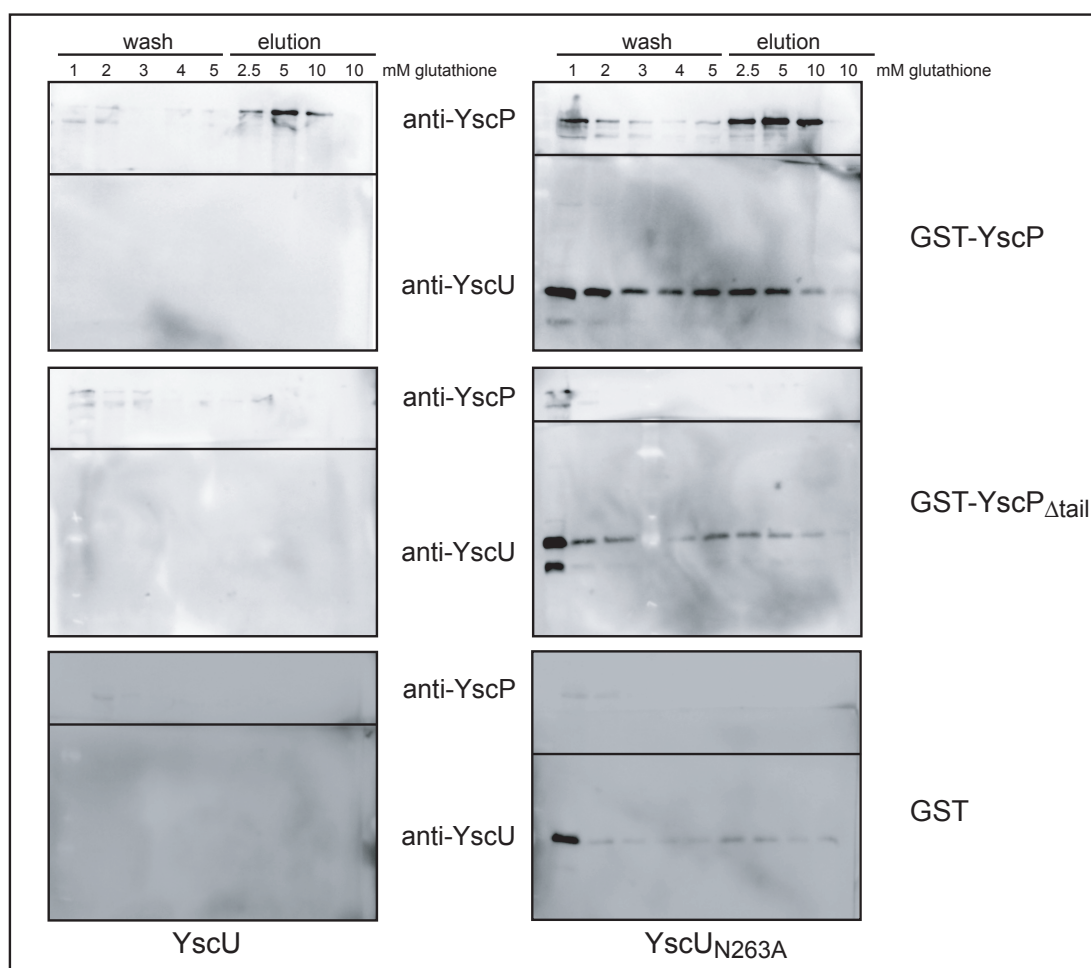 wash elution wash elution
1 2 3 4 5 2.5 5 10 10 mM glutathione 1 2 3 4 5 2.5 5 10 10 mM glutathione
anti-YscP
anti-YscU
GST-YscP
anti-YscP
anti-YscU
GST-YscPΔtail
anti-YscP
anti-YscU
GST
YscU YscUN263A